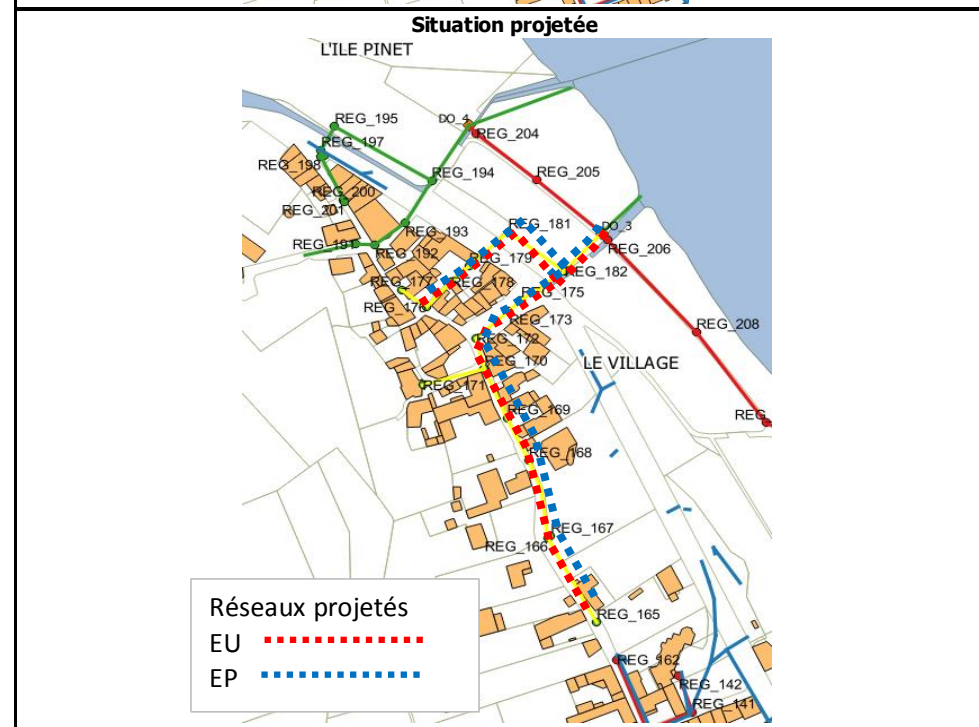 Situation projetée
L'ILE PINET
REG_195
DO_4
REG_204
REG_197
REG_198
REG_194
REG_205
REG_200
REG_201
REG_181
DO_3
REG_193
REG_191
REG_192
REG_206
REG_179
REG_182
REG_177
REG_178
REG_175
REG_176
REG_173
REG_208
REG_172
REG_170
LE VILLAGE
REG_171
REG_169
REG_
REG_168
REG_167
REG_166
Réseaux projetés
REG_165
EU
EP
REG_162
REG_142
REG_141